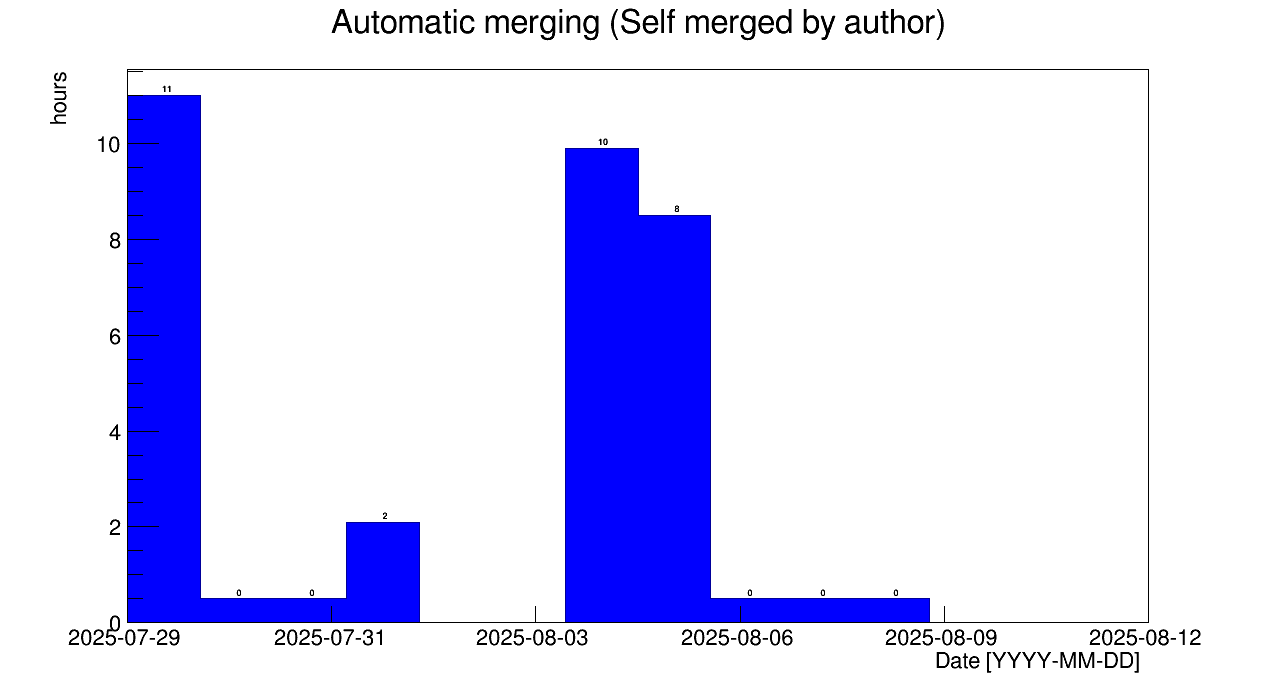 Automatic merging (Self merged by author)
hours
11
10
10
8
8
6
4
2
2
0 0 0 0 0
0
2025-07-29 2025-07-31 2025-08-03 2025-08-06 2025-08-09 2025-08-12
Date [YYYY-MM-DD]